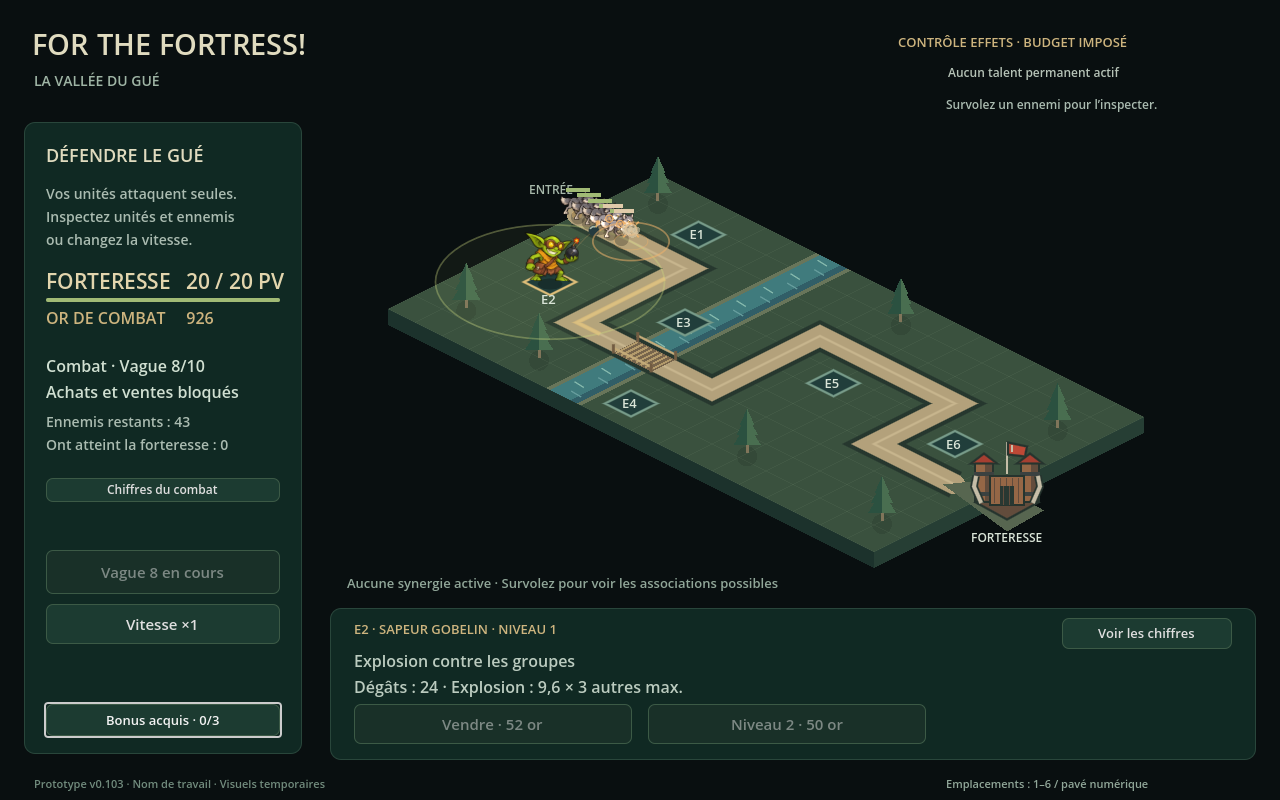 FOR THE FORTRESS!
LA VALLÉE DU GUÉ
CONTRÔLE EFFETS · BUDGET IMPOSÉ
Aucun talent permanent actif
Survolez un ennemi pour l'inspecter.
DÉFENDRE LE GUÉ
Vos unités attaquent seules.
Inspectez unités et ennemis
ou changez la vitesse.
FORTERESSE 20 / 20 PV
OR DE COMBAT 926
Combat · Vague 8/10
Achats et ventes bloqués
Ennemis restants : 43
Ont atteint la forteresse : 0
Chiffres du combat
Vague 8 en cours
Vitesse ×1
Bonus acquis · 0/3
ENTRÉE
E1
E2
E3
E4
E5
E6
FORTERESSE
Aucune synergie active · Survolez pour voir les associations possibles
E2 · SAPEUR GOBELIN · NIVEAU 1
Voir les chiffres
Explosion contre les groupes
Dégâts : 24 · Explosion : 9,6 × 3 autres max.
Vendre · 52 or
Niveau 2 · 50 or
Prototype v0.103 · Nom de travail · Visuels temporaires
Emplacements : 1–6 / pavé numérique